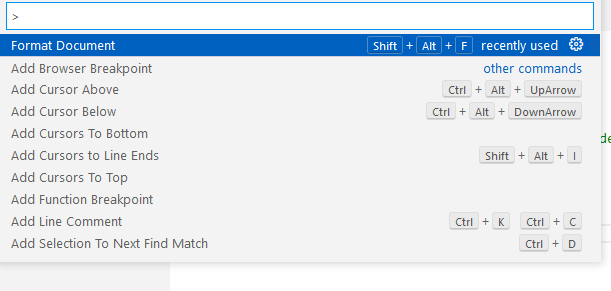 >
Format Document Shift + Alt + F recently used
Add Browser Breakpoint other commands
Add Cursor Above Ctrl + Alt + UpArrow
Add Cursor Below Ctrl + Alt + DownArrow
Add Cursors To Bottom
Add Cursors to Line Ends Shift + Alt + I
Add Cursors To Top
Add Function Breakpoint
Add Line Comment Ctrl + K Ctrl + C
Add Selection To Next Find Match Ctrl + D